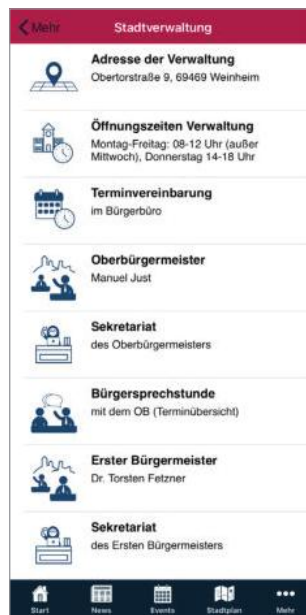 Mehr
Stadtverwaltung
Adresse der Verwaltung
Obertorstraße 9, 69469 Weinheim
Öffnungszeiten Verwaltung
Montag-Freitag: 08-12 Uhr (außer
Mittwoch), Donnerstag 14-18 Uhr
Terminvereinbarung
im Bürgerbüro
Oberbürgermeister
Manuel Just
Sekretariat
des Oberbürgermeisters
Bürgersprechstunde
mit dem OB (Terminübersicht)
Erster Bürgermeister
Dr. Torsten Fetzner
Sekretariat
des Ersten Bürgermeisters
Start
News
Events
Stadtplan
Mehr